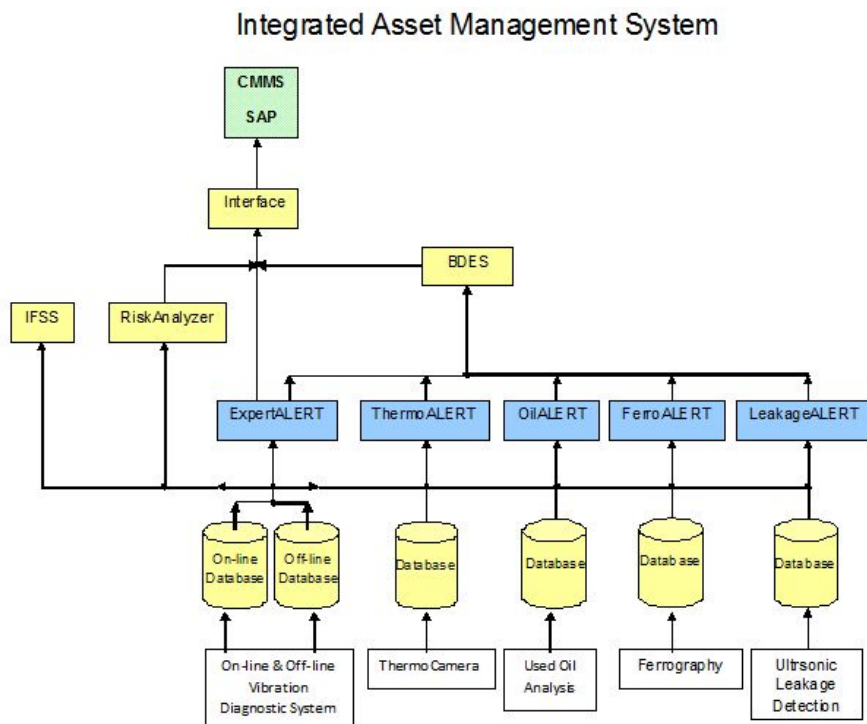 Integrated Asset Management System
CMMS
SAP
Interface
BDES
IFSS
RiskAnalyzer
ExpertALERT
ThermoALERT
OilALERT
FerroALERT
LeakageALERT
On-line
Database
Off-line
Database
Database
Database
Database
Database
On-line & Off-line
Vibration
Diagnostic System
ThermoCamera
Used Oil
Analysis
Ferrography
Ultrsonic
Leakage
Detection